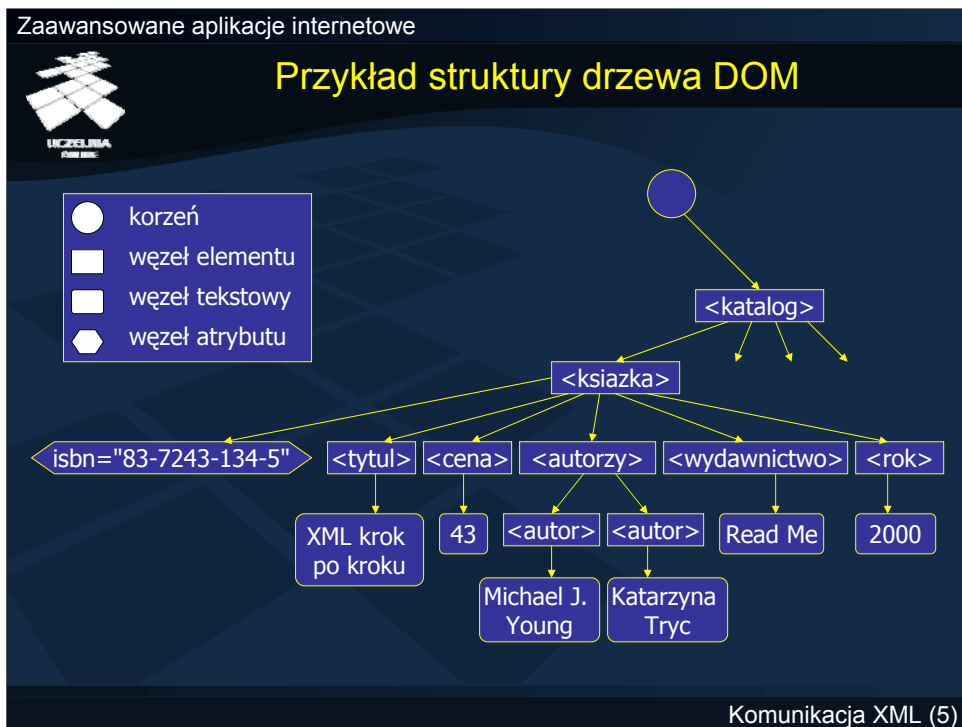 Zaawansowane aplikacje internetowe
Przykład struktury drzewa DOM
UCZELNIA
ONLINE
korzeń
węzeł elementu
węzeł tekstowy
węzeł atrybutu
<katalog>
<ksiazka>
isbn="83-7243-134-5"
<tytul>
<cena>
<autorzy>
<wydawnictwo>
<rok>
XML krok
po kroku
43
<autor>
<autor>
Read Me
2000
Michael J.
Young
Katarzyna
Tryc
Komunikacja XML (5)